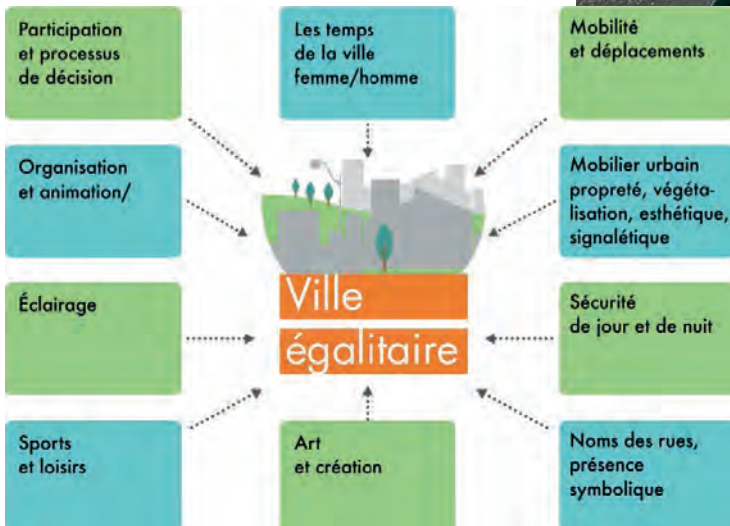 Participation
et processus
de décision
Les temps
de la ville
femme/homme
Mobilité
et déplacements
Organisation
et animation/
Mobilier urbain
propreté, végéta-
lisation, esthétique,
signalétique
Éclairage
Ville
égalitaire
Sécurité
de jour et de nuit
Sports
et loisirs
Art
et création
Noms des rues,
présence
symbolique